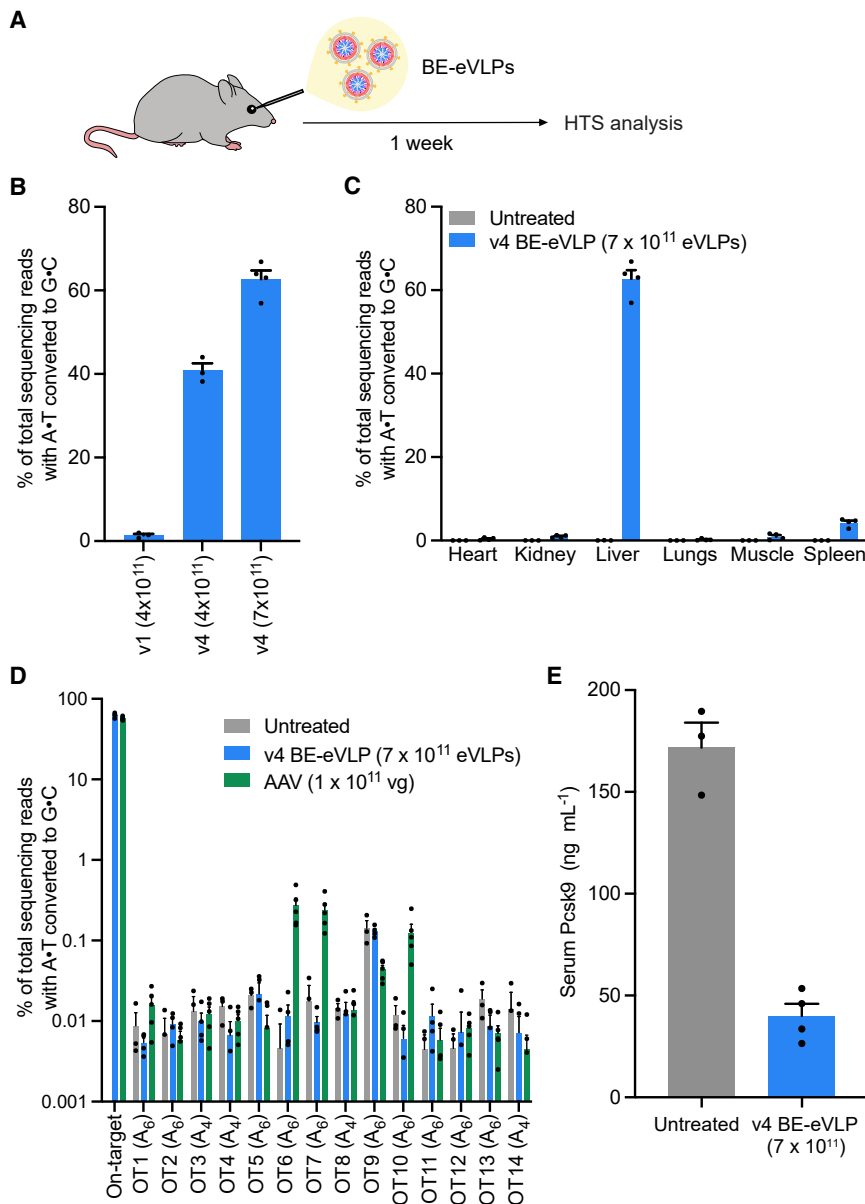 A
BE-eVLPs
1 week
HTS analysis
B
% of total sequencing reads
with A•T converted to G•C
80
60
40
20
0
v1 (4x10¹¹)
v4 (4x10¹¹)
v4 (7x10¹¹)
C
% of total sequencing reads
with A•T converted to G•C
80
60
40
20
0
Untreated
v4 BE-eVLP (7 x 10¹¹ eVLPs)
Heart
Kidney
Liver
Lungs
Muscle
Spleen
D
% of total sequencing reads
with A•T converted to G•C
100
10
1
0.1
0.01
0.001
Untreated
v4 BE-eVLP (7 x 10¹¹ eVLPs)
AAV (1 x 10¹¹ vg)
On-target
OT1 (A₆)
OT2 (A₆)
OT3 (A₄)
OT4 (A₄)
OT5 (A₆)
OT6 (A₆)
OT7 (A₆)
OT8 (A₄)
OT9 (A₆)
OT10 (A₆)
OT11 (A₆)
OT12 (A₆)
OT13 (A₆)
OT14 (A₄)
E
Serum Pcsk9 (ng mL⁻¹)
200
150
100
50
0
Untreated
v4 BE-eVLP
(7 x 10¹¹)